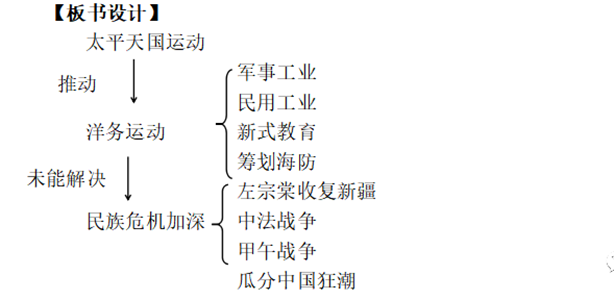 【板书设计】
太平天国运动
军事工业
推动
民用工业
洋务运动
新式教育
筹划海防
未能解决
左宗棠收复新疆
民族危机加深
中法战争
甲午战争
瓜分中国狂潮